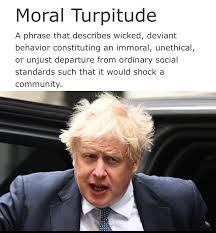 Moral Turpitude
A phrase that describes wicked, deviant
behavior constituting an immoral, unethical,
or unjust departure from ordinary social
standards such that it would shock a
community.